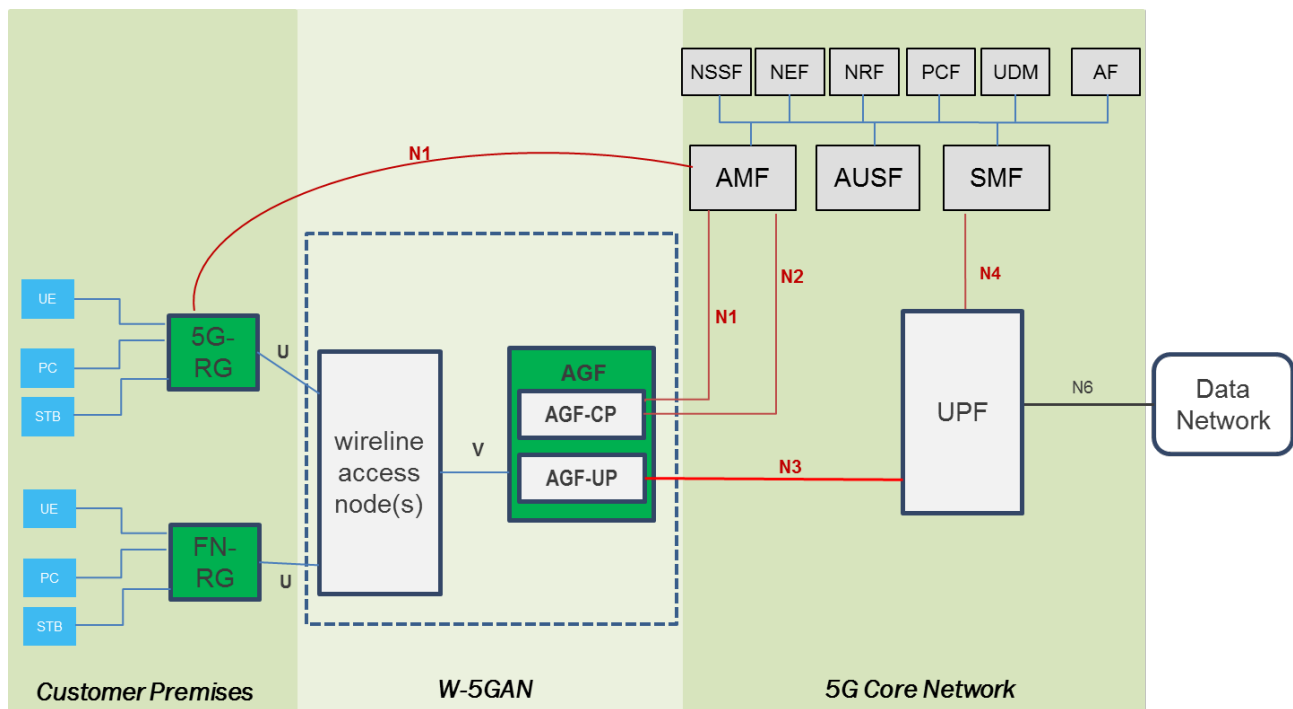 NSSF
NEF
NRF
PCF
UDM
AF
N1
AMF
AUSF
SMF
N2
N4
N1
UE
PC
STB
5G-
RG
U
wireline
access
node(s)
V
AGF
AGF-CP
AGF-UP
N3
UPF
N6
Data
Network
UE
PC
STB
FN-
RG
U
Customer Premises
W-5GAN
5G Core Network